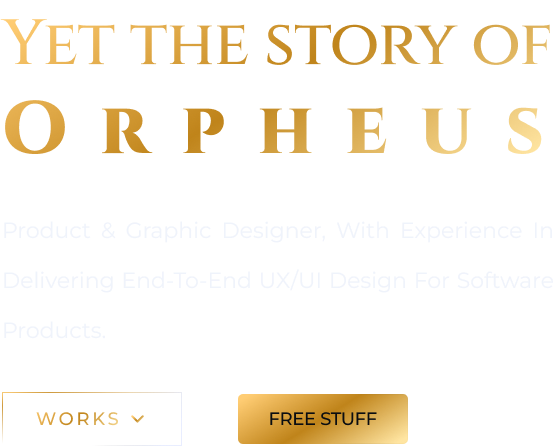 Yet the story of
Orpheus
Product & Graphic Designer, With Experience In
Delivering End-To-End UX/UI Design For Software
Products.
WORKS
FREE STUFF